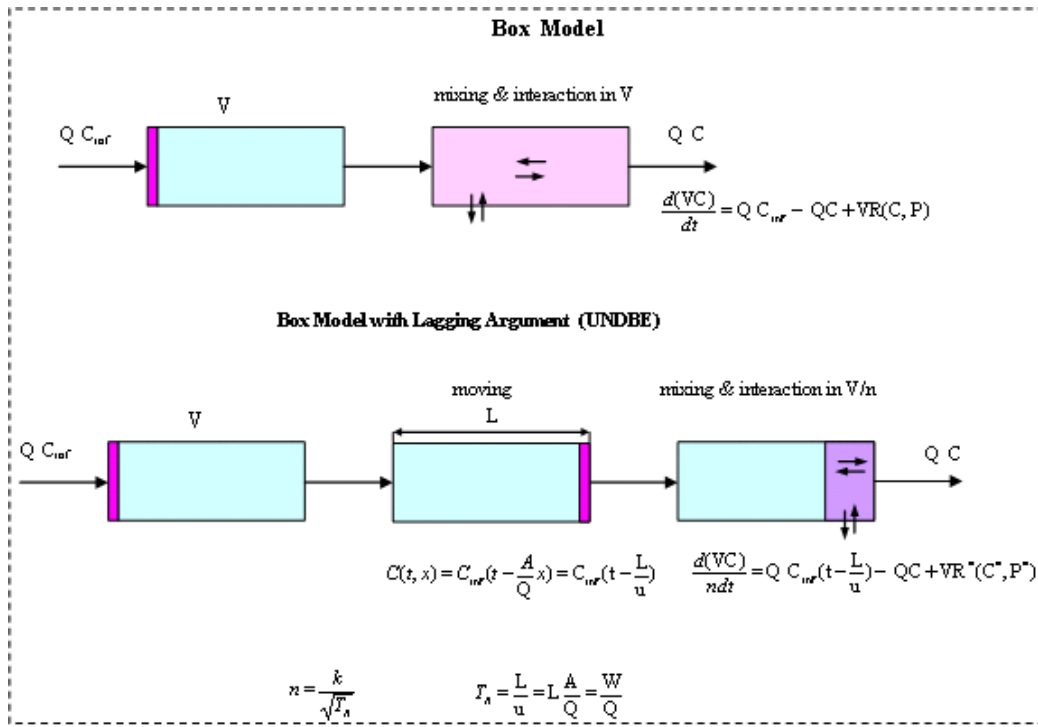 Box Model
V
mixing & interaction in V
Q C_inf
Q C
d(VC)/dt = Q C_inf − QC + VR(C, P)
Box Model with Lagging Argument (UNDBE)
V
moving
L
mixing & interaction in V/n
Q C_inf
Q C
C(t, x) = C_inf(t − A/Q x) = C_inf(t − L/u)
d(VC)/ndt = Q C_inf(t − L/u) − QC + VR*(C*, P*)
n = k/√T_n
T_n = L/u = L A/Q = W/Q